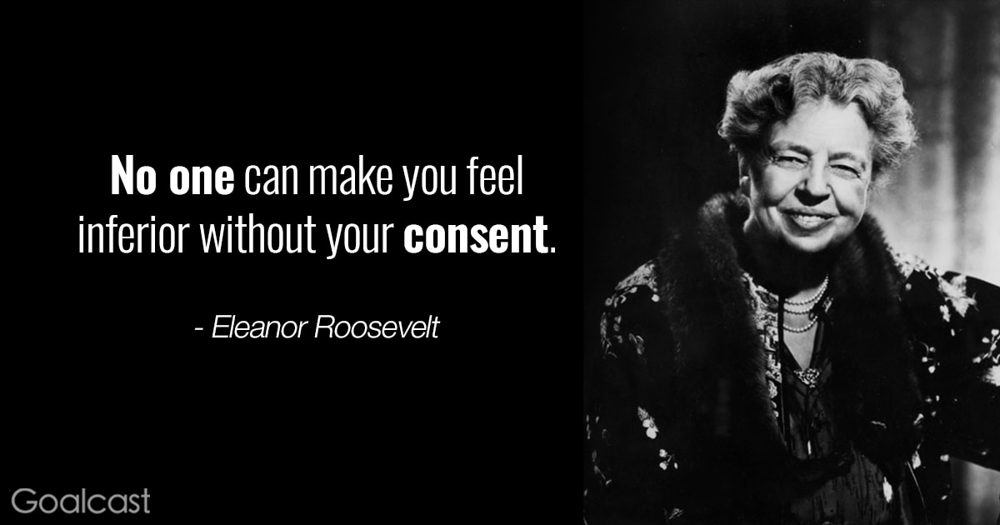 No one can make you feel
inferior without your consent.
- Eleanor Roosevelt
Goalcast